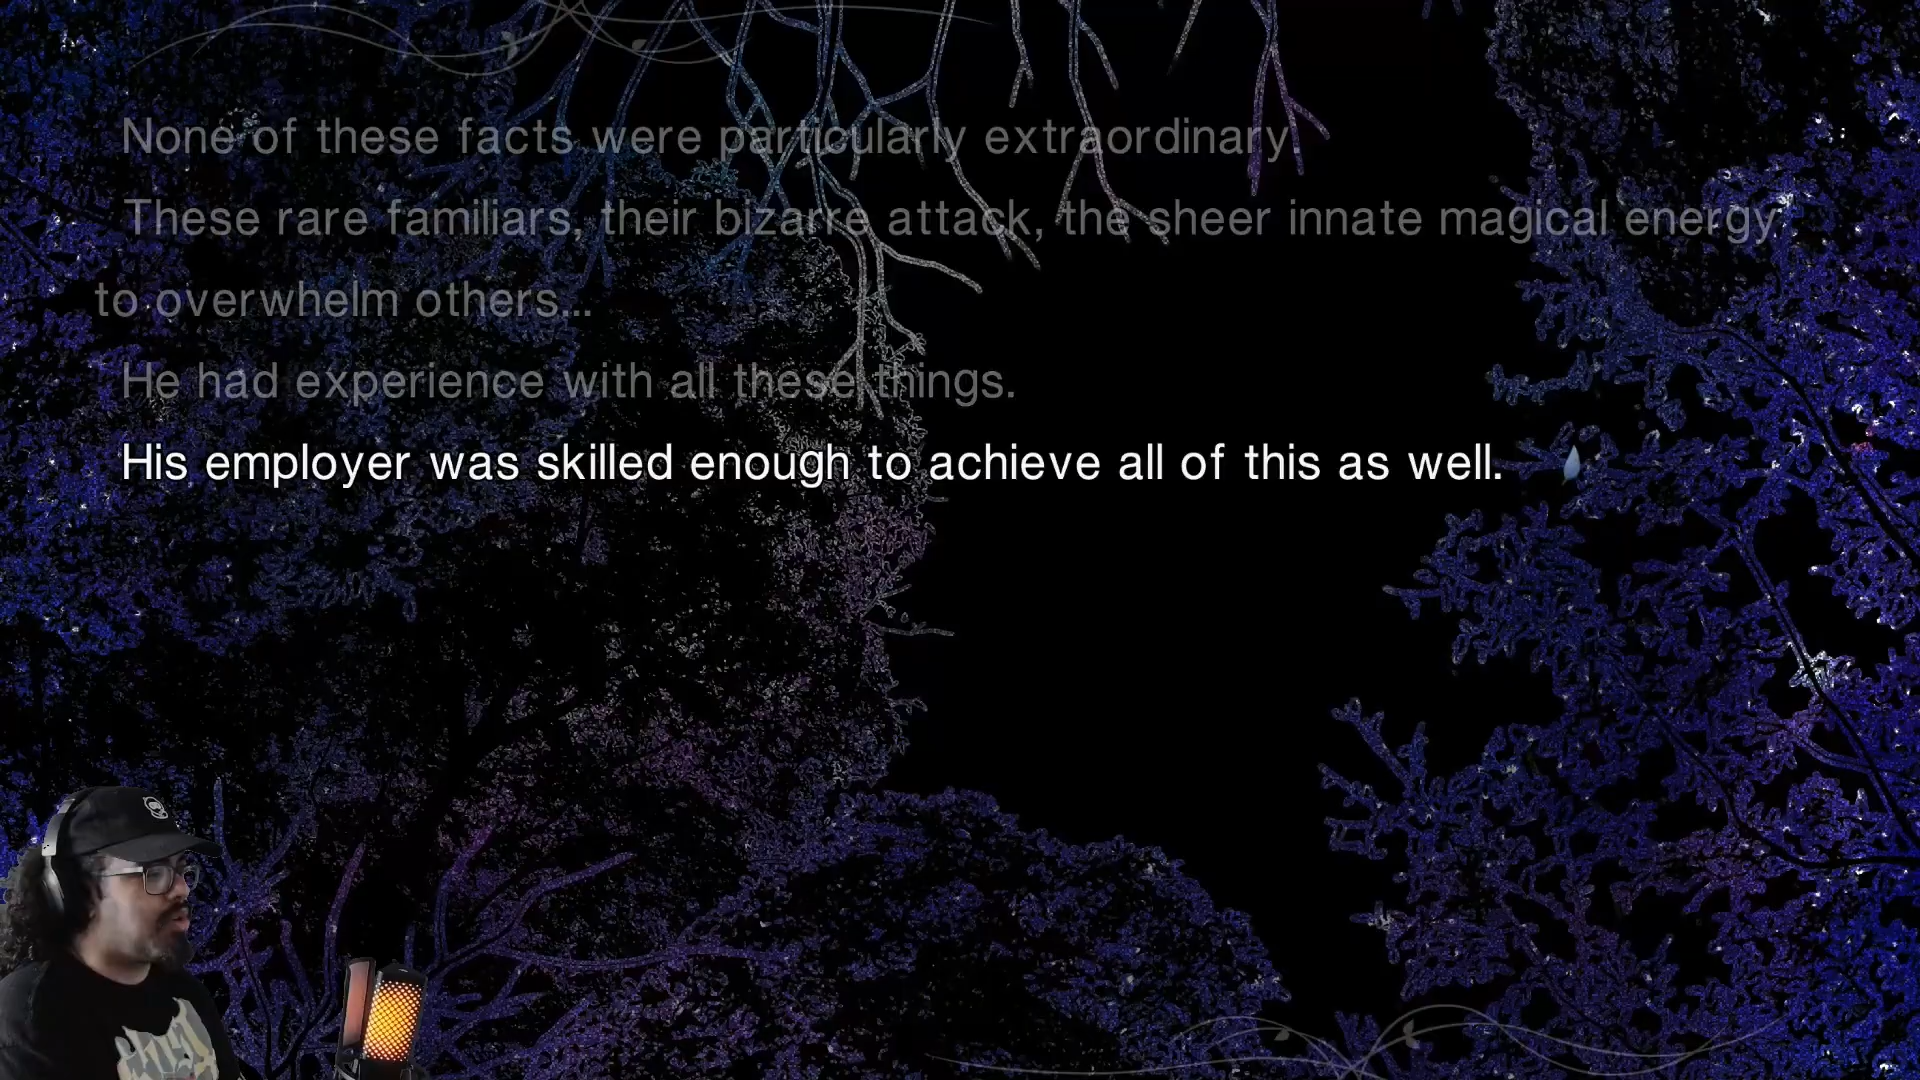 None of these facts were particularly extraordinary.
These rare familiars, their bizarre attack, the sheer innate magical energy
to overwhelm others...
He had experience with all these things.
His employer was skilled enough to achieve all of this as well.